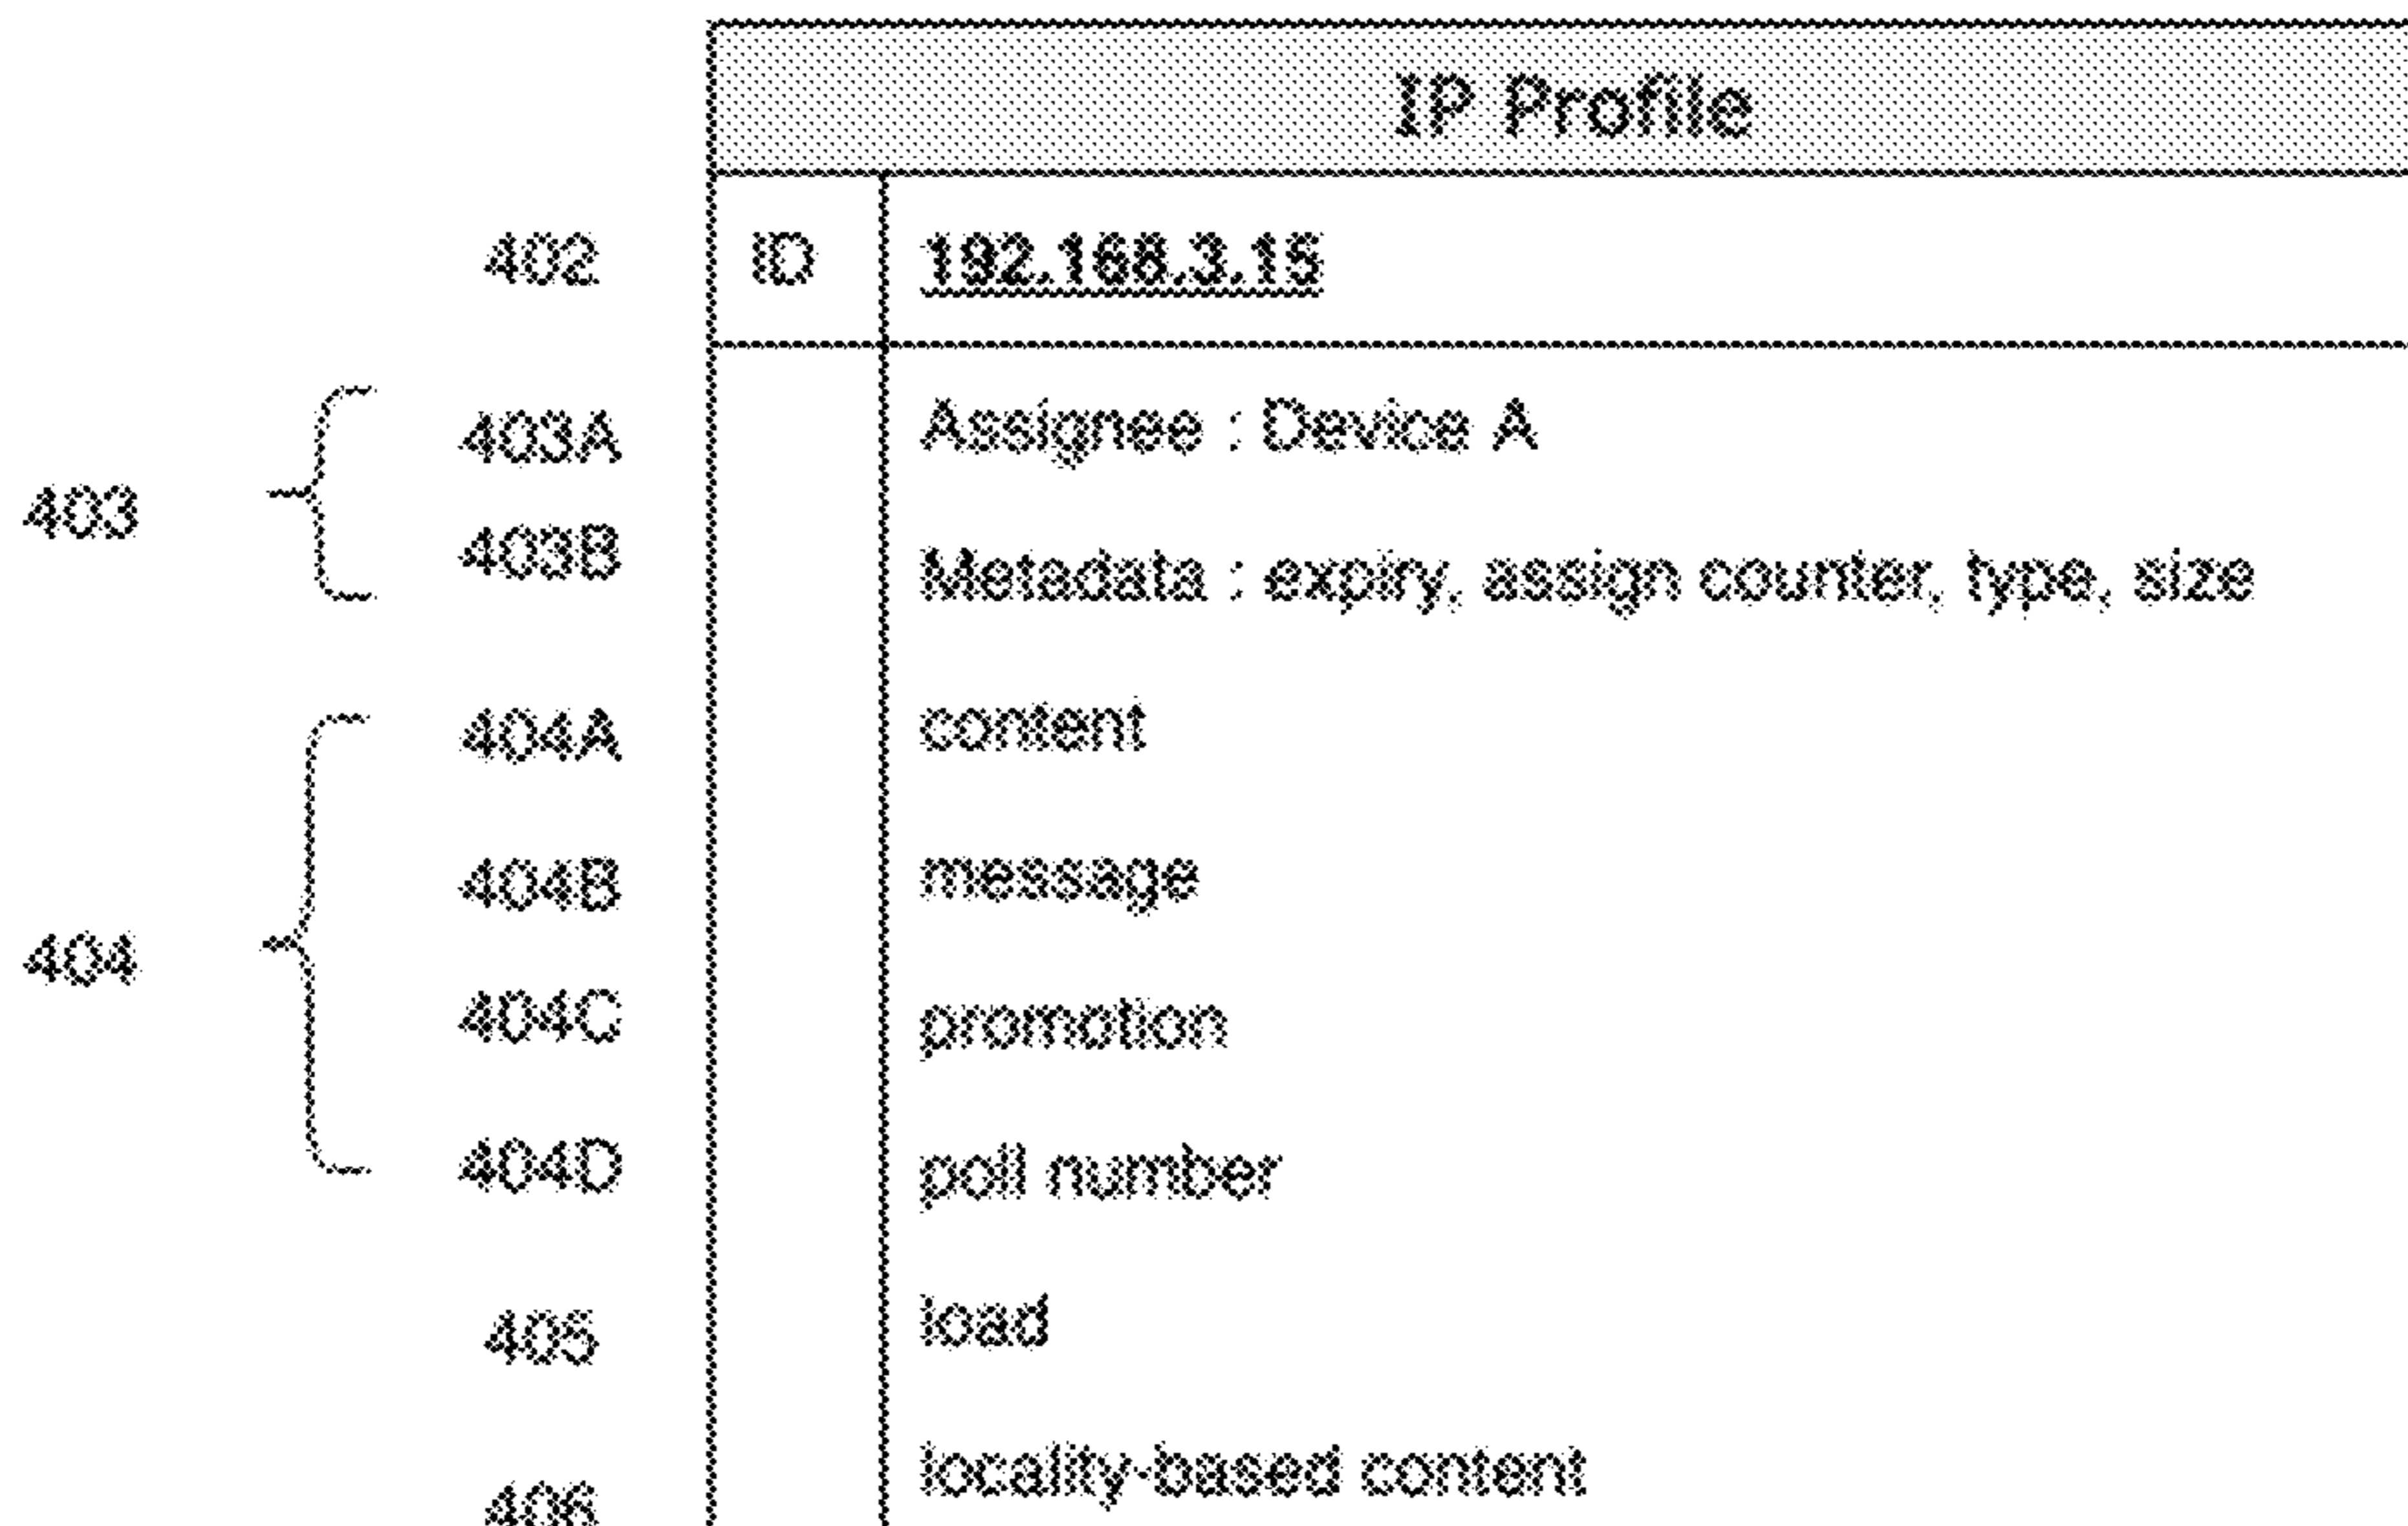 IP Profile
402 ID 192.168.3.15
403A Assignee : Device A
403
403B Metadata : expiry, assign counter, type, size
404A content
404B message
404
404C promotion
404D poll number
405 load
406 locality-based content